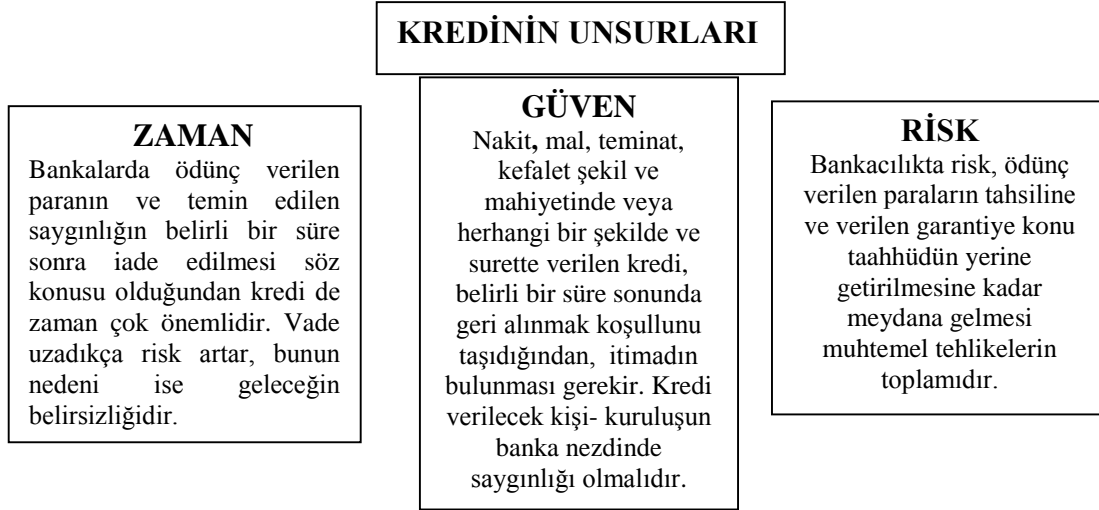 KREDİNİN UNSURLARI
ZAMAN
Bankalarda ödünç verilen
paranın ve temin edilen
saygınlığın belirli bir süre
sonra iade edilmesi söz
konusu olduğundan kredi de
zaman çok önemlidir. Vade
uzadıkça risk artar, bunun
nedeni ise geleceğin
belirsizliğidir.
GÜVEN
Nakit, mal, teminat,
kefalet şekil ve
mahiyetinde veya
herhangi bir şekilde ve
surette verilen kredi,
belirli bir süre sonunda
geri alınmak koşullunu
taşıdığından, itimadın
bulunması gerekir. Kredi
verilecek kişi- kuruluşun
banka nezdinde
saygınlığı olmalıdır.
RİSK
Bankacılıkta risk, ödünç
verilen paraların tahsiline
ve verilen garantiye konu
taahhüdün yerine
getirilmesine kadar
meydana gelmesi
muhtemel tehlikelerin
toplamıdır.